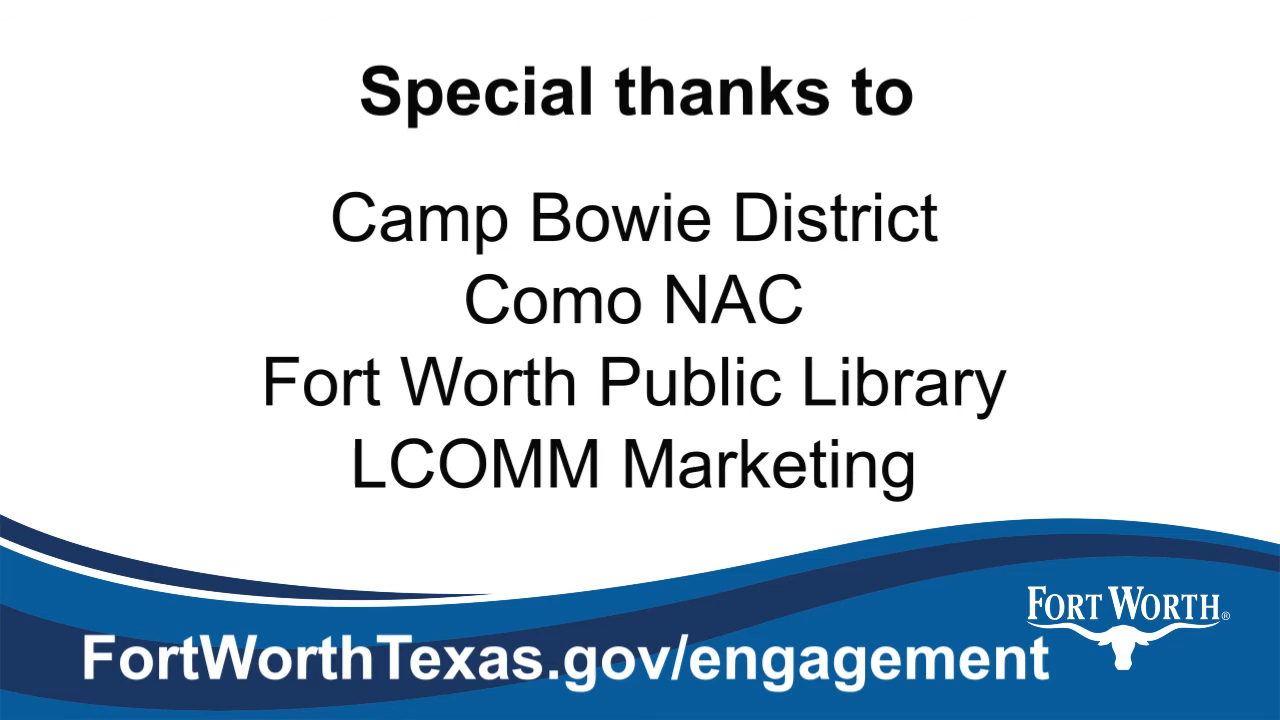 Special thanks to
Camp Bowie District
Como NAC
Fort Worth Public Library
LCOMM Marketing
FORT WORTH®
FortWorthTexas.gov/engagement